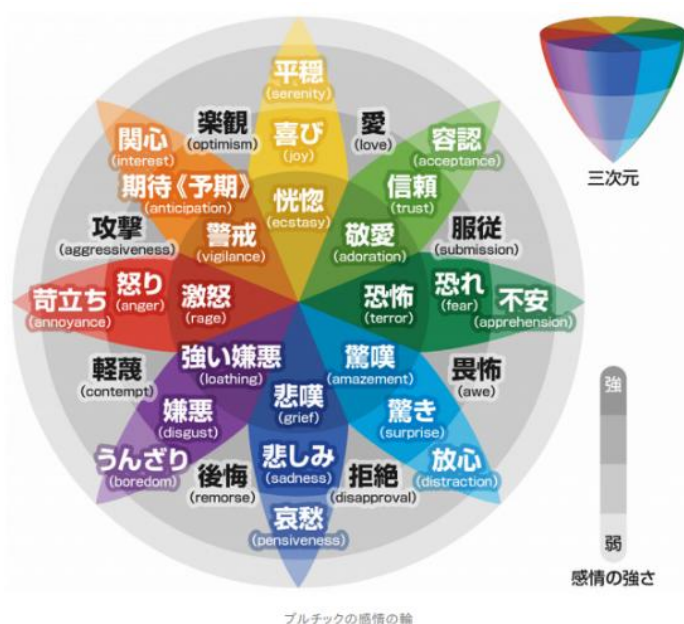 平穏
(serenity)
楽観
(optimism)
喜び
(joy)
愛
(love)
関心
(interest)
容認
(acceptance)
期待《予期》
(anticipation)
恍惚
(ecstasy)
信頼
(trust)
攻撃
(aggressiveness)
警戒
(vigilance)
敬愛
(adoration)
服従
(submission)
苛立ち
(annoyance)
怒り
(anger)
激怒
(rage)
恐怖
(terror)
恐れ
(fear)
不安
(apprehension)
軽蔑
(contempt)
強い嫌悪
(loathing)
悲嘆
(grief)
驚嘆
(amazement)
畏怖
(awe)
嫌悪
(disgust)
驚き
(surprise)
うんざり
(boredom)
後悔
(remorse)
悲しみ
(sadness)
拒絶
(disapproval)
放心
(distraction)
哀愁
(pensiveness)
三次元
強
弱
感情の強さ
プルチックの感情の輪